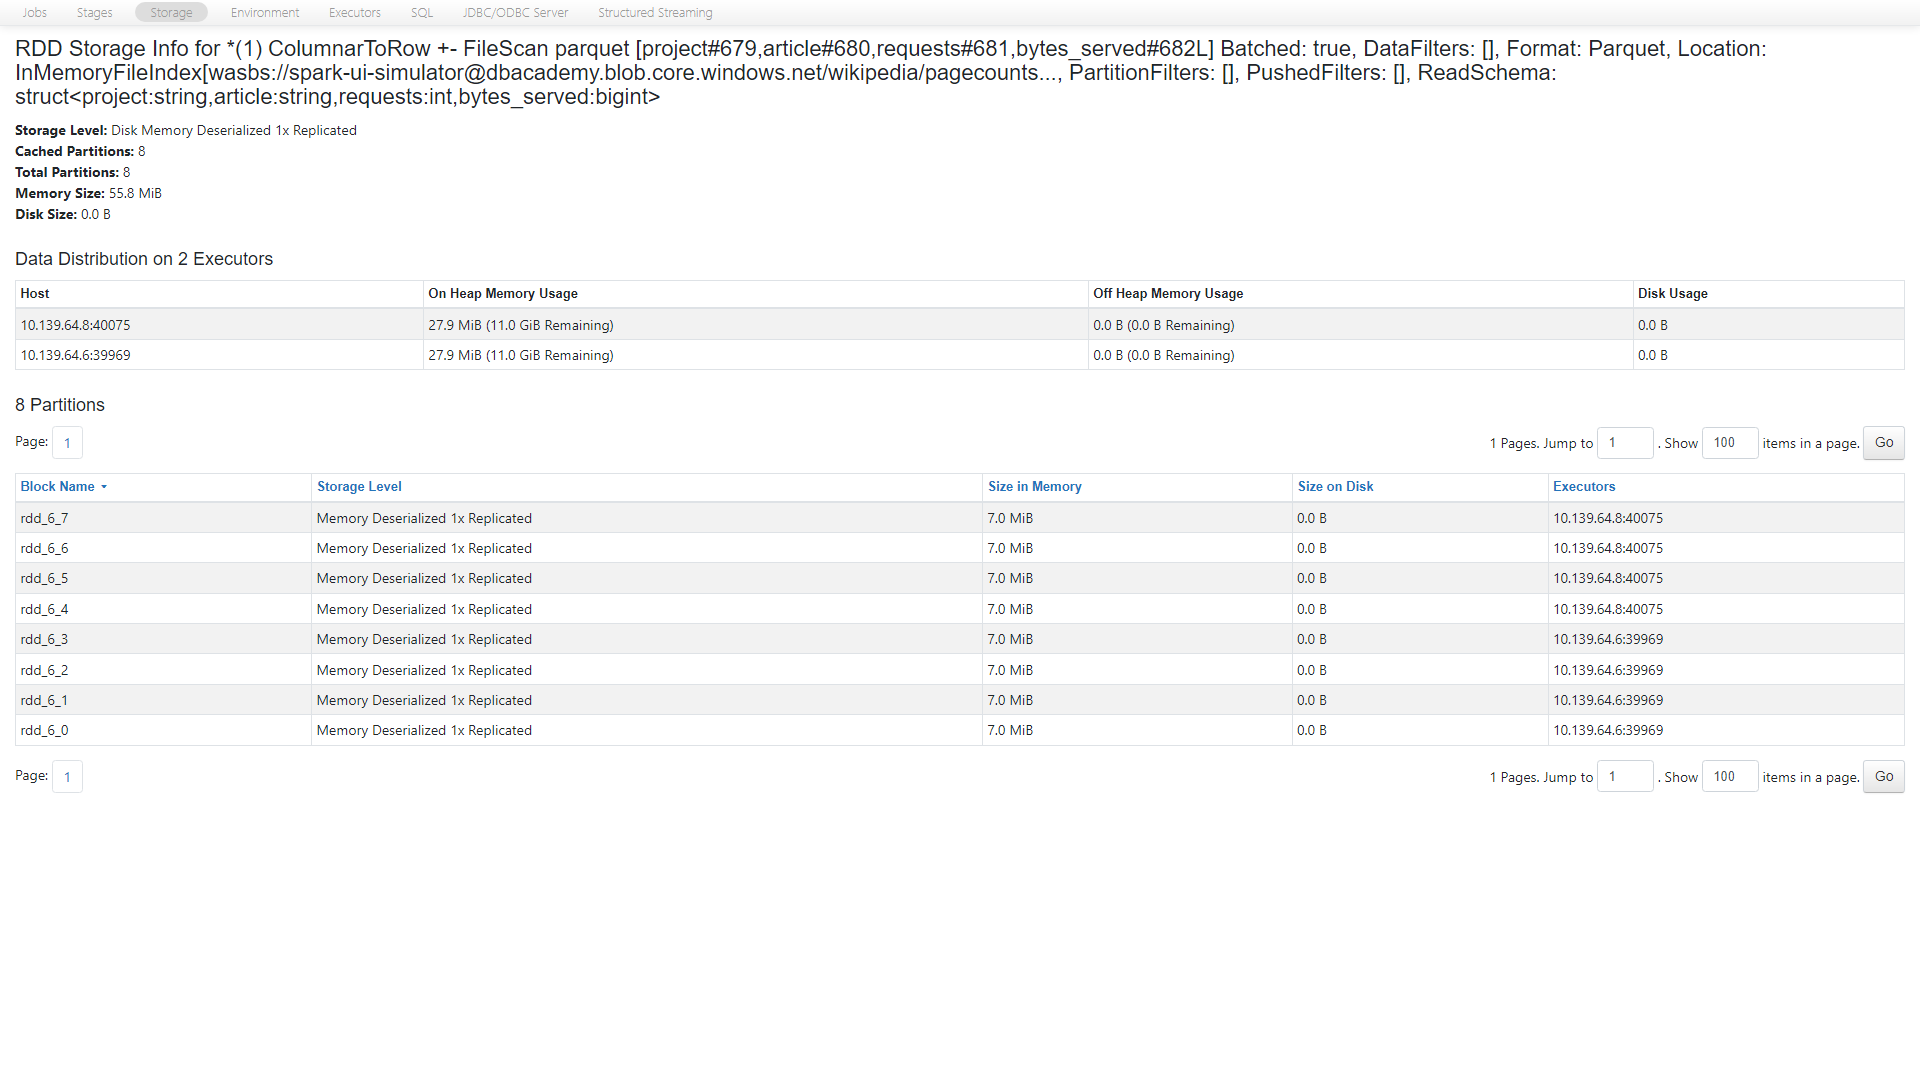 Jobs Stages Storage Environment Executors SQL JDBC/ODBC Server Structured Streaming
RDD Storage Info for *(1) ColumnarToRow +- FileScan parquet [project#679,article#680,requests#681,bytes_served#682L] Batched: true, DataFilters: [], Format: Parquet, Location:
InMemoryFileIndex[wasbs://spark-ui-simulator@dbacademy.blob.core.windows.net/wikipedia/pagecounts..., PartitionFilters: [], PushedFilters: [], ReadSchema:
struct<project:string,article:string,requests:int,bytes_served:bigint>
Storage Level: Disk Memory Deserialized 1x Replicated
Cached Partitions: 8
Total Partitions: 8
Memory Size: 55.8 MiB
Disk Size: 0.0 B
Data Distribution on 2 Executors
Host On Heap Memory Usage Off Heap Memory Usage Disk Usage
10.139.64.8:40075 27.9 MiB (11.0 GiB Remaining) 0.0 B (0.0 B Remaining) 0.0 B
10.139.64.6:39969 27.9 MiB (11.0 GiB Remaining) 0.0 B (0.0 B Remaining) 0.0 B
8 Partitions
Page: 1 1 Pages. Jump to 1 . Show 100 items in a page. Go
Block Name Storage Level Size in Memory Size on Disk Executors
rdd_6_7 Memory Deserialized 1x Replicated 7.0 MiB 0.0 B 10.139.64.8:40075
rdd_6_6 Memory Deserialized 1x Replicated 7.0 MiB 0.0 B 10.139.64.8:40075
rdd_6_5 Memory Deserialized 1x Replicated 7.0 MiB 0.0 B 10.139.64.8:40075
rdd_6_4 Memory Deserialized 1x Replicated 7.0 MiB 0.0 B 10.139.64.8:40075
rdd_6_3 Memory Deserialized 1x Replicated 7.0 MiB 0.0 B 10.139.64.6:39969
rdd_6_2 Memory Deserialized 1x Replicated 7.0 MiB 0.0 B 10.139.64.6:39969
rdd_6_1 Memory Deserialized 1x Replicated 7.0 MiB 0.0 B 10.139.64.6:39969
rdd_6_0 Memory Deserialized 1x Replicated 7.0 MiB 0.0 B 10.139.64.6:39969
Page: 1 1 Pages. Jump to 1 . Show 100 items in a page. Go